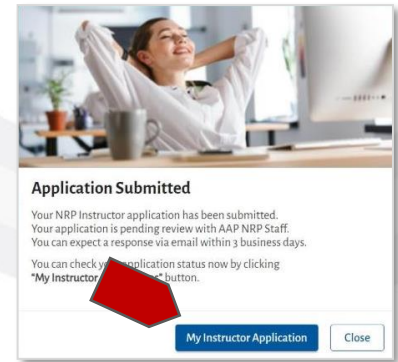 Application Submitted
Your NRP Instructor application has been submitted.
Your application is pending review with AAP NRP Staff.
You can expect a response via email within 3 business days.
You can check application status now by clicking
"My Instructor button.
My Instructor Application
Close